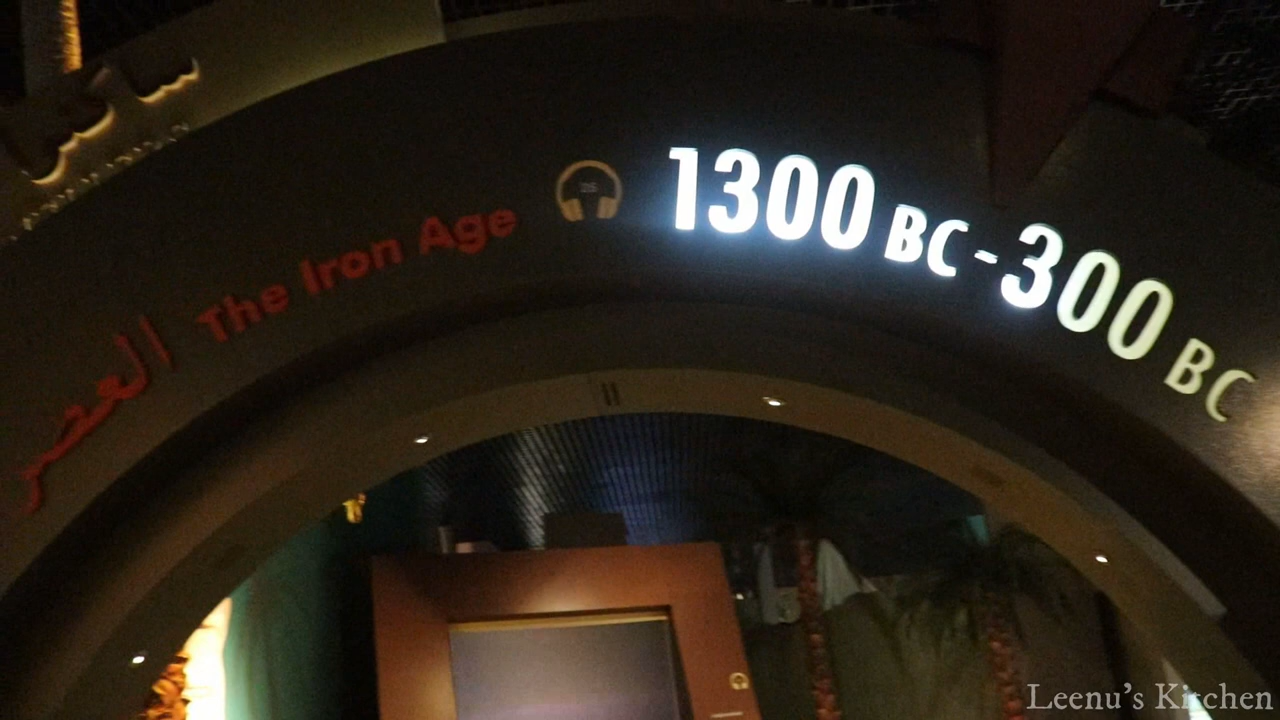 العصر
The Iron Age
1300 BC - 300 BC
Leenu's Kitchen